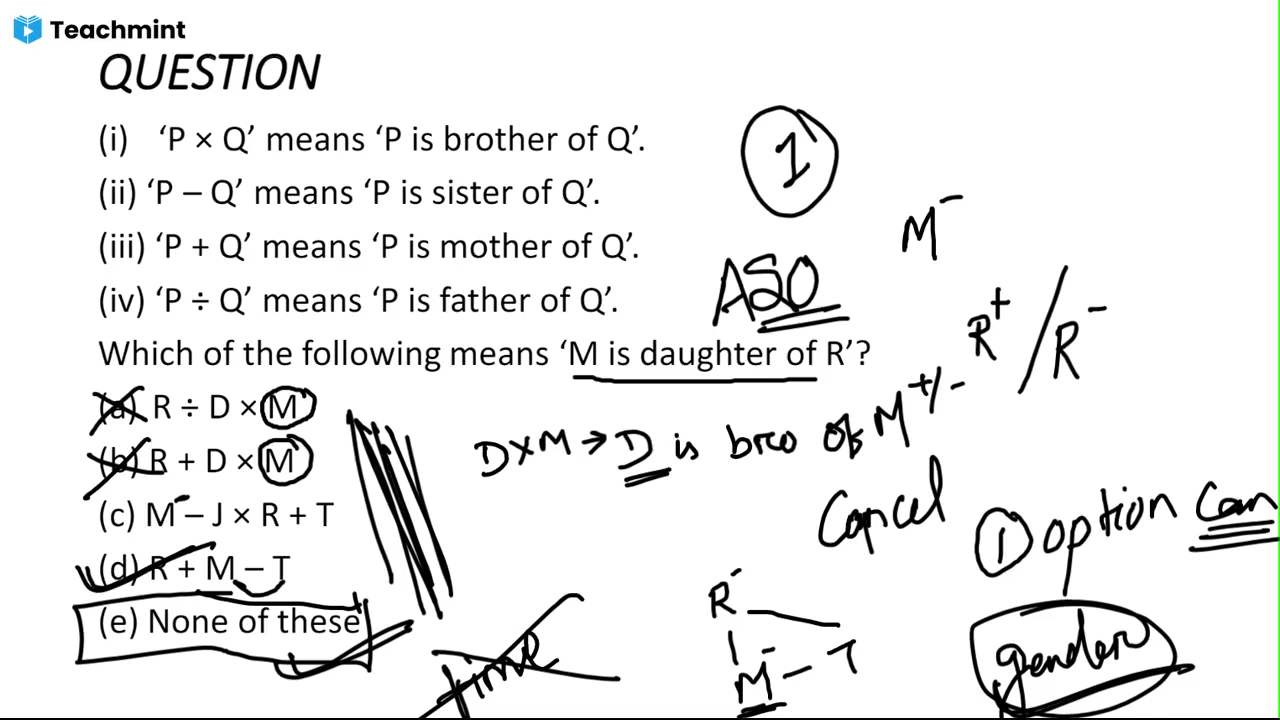 Teachmint
QUESTION
(i) ‘P × Q’ means ‘P is brother of Q’.
(ii) ‘P – Q’ means ‘P is sister of Q’.
(iii) ‘P + Q’ means ‘P is mother of Q’.
(iv) ‘P ÷ Q’ means ‘P is father of Q’.
Which of the following means ‘M is daughter of R’?
(a) R ÷ D × M
(b) R + D × M
(c) M – J × R + T
(d) R + M – T
(e) None of these
1
ASO
M-
R+ / R-
D×M → D is bro of M+/-
Cancel
1 option can
gender
R-
M- – T
time